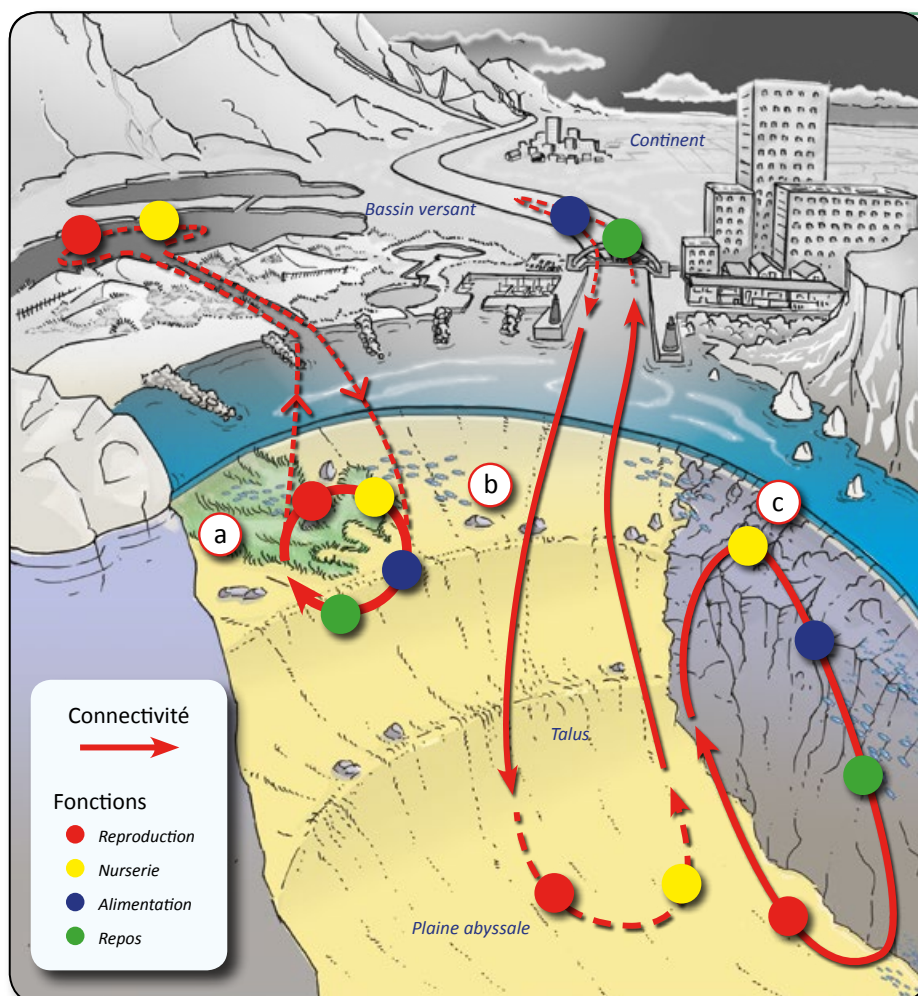 Continent
Bassin versant
b
c
a
Connectivité
Talus
Fonctions
Reproduction
Nurserie
Alimentation
Plaine abyssale
Repos